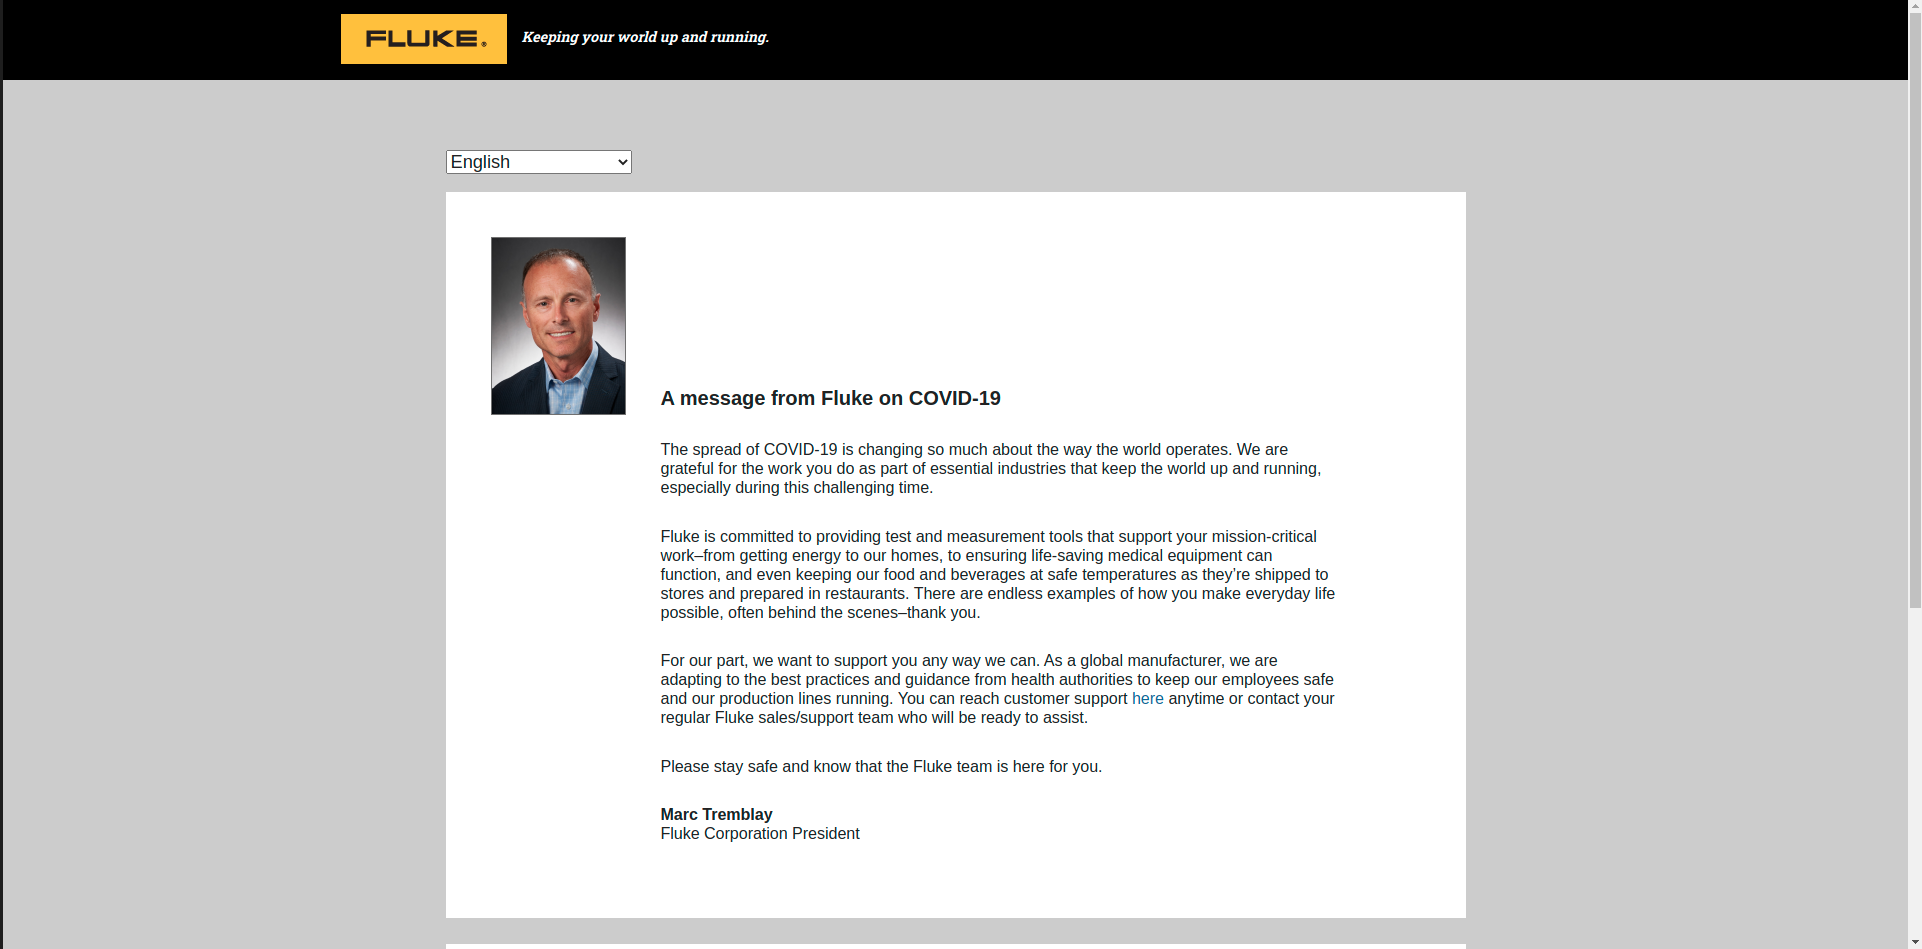 FLUKE®
Keeping your world up and running.
English
A message from Fluke on COVID-19
The spread of COVID-19 is changing so much about the way the world operates. We are
grateful for the work you do as part of essential industries that keep the world up and running,
especially during this challenging time.
Fluke is committed to providing test and measurement tools that support your mission-critical
work–from getting energy to our homes, to ensuring life-saving medical equipment can
function, and even keeping our food and beverages at safe temperatures as they’re shipped to
stores and prepared in restaurants. There are endless examples of how you make everyday life
possible, often behind the scenes–thank you.
For our part, we want to support you any way we can. As a global manufacturer, we are
adapting to the best practices and guidance from health authorities to keep our employees safe
and our production lines running. You can reach customer support here anytime or contact your
regular Fluke sales/support team who will be ready to assist.
Please stay safe and know that the Fluke team is here for you.
Marc Tremblay
Fluke Corporation President